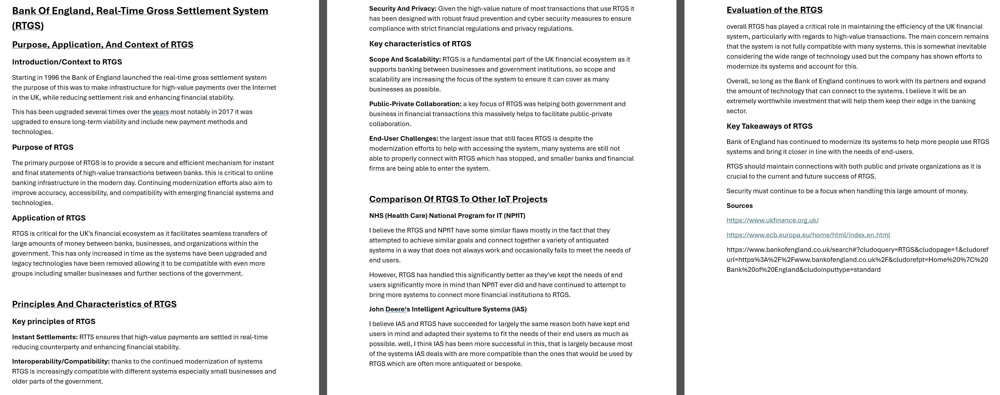 Bank Of England, Real-Time Gross Settlement System
(RTGS)
Purpose, Application, And Context of RTGS
Introduction/Context to RTGS
Starting in 1996 the Bank of England launched the real-time gross settlement system
the purpose of this was to make infrastructure for high-value payments over the Internet
in the UK, while reducing settlement risk and enhancing financial stability.
This has been upgraded several times over the years most notably in 2017 it was
upgraded to ensure long-term viability and include new payment methods and
technologies.
Purpose of RTGS
The primary purpose of RTGS is to provide a secure and efficient mechanism for instant
and final statements of high-value transactions between banks. this is critical to online
banking infrastructure in the modern day. Continuing modernization efforts also aim to
improve accuracy, accessibility, and compatibility with emerging financial systems and
technologies.
Application of RTGS
RTGS is critical for the UK's financial ecosystem as it facilitates seamless transfers of
large amounts of money between banks, businesses, and organizations within the
government. This has only increased in time as the systems have been upgraded and
legacy technologies have been removed allowing it to be compatible with even more
groups including smaller businesses and further sections of the government.
Principles And Characteristics of RTGS
Key principles of RTGS
Instant Settlements: RTTS ensures that high-value payments are settled in real-time
reducing counterparty and enhancing financial stability.
Interoperability/Compatibility: thanks to the continued modernization of systems
RTGS is increasingly compatible with different systems especially small businesses and
older parts of the government.
Security And Privacy: Given the high-value nature of most transactions that use RTGS it
has been designed with robust fraud prevention and cyber security measures to ensure
compliance with strict financial regulations and privacy regulations.
Key characteristics of RTGS
Scope And Scalability: RTGS is a fundamental part of the UK financial ecosystem as it
supports banking between businesses and government institutions, so scope and
scalability are increasing the focus of the system to ensure it can cover as many
businesses as possible.
Public-Private Collaboration: a key focus of RTGS was helping both government and
business in financial transactions this massively helps to facilitate public-private
collaboration.
End-User Challenges: the largest issue that still faces RTGS is despite the
modernization efforts to help with accessing the system, many systems are still not
able to properly connect with RTGS which has stopped, and smaller banks and financial
firms are being able to enter the system.
Comparison Of RTGS To Other IoT Projects
NHS (Health Care) National Program for IT (NPfIT)
I believe the RTGS and NPfIT have some similar flaws mostly in the fact that they
attempted to achieve similar goals and connect together a variety of antiquated
systems in a way that does not always work and occasionally fails to meet the needs of
end users.
However, RTGS has handled this significantly better as they've kept the needs of end
users significantly more in mind than NPfIT ever did and have continued to attempt to
bring more systems to connect more financial institutions to RTGS.
John Deere‘s Intelligent Agriculture Systems (IAS)
I believe IAS and RTGS have succeeded for largely the same reason both have kept end
users in mind and adapted their systems to fit the needs of their end users as much as
possible. well, I think IAS has been more successful in this, that is largely because most
of the systems IAS deals with are more compatible than the ones that would be used by
RTGS which are often more antiquated or bespoke.
Evaluation of the RTGS
overall RTGS has played a critical role in maintaining the efficiency of the UK financial
system, particularly with regards to high-value transactions. The main concern remains
that the system is not fully compatible with many systems. this is somewhat inevitable
considering the wide range of technology used but the company has shown efforts to
modernize its systems and account for this.
Overall, so long as the Bank of England continues to work with its partners and expand
the amount of technology that can connect to the systems. I believe it will be an
extremely worthwhile investment that will help them keep their edge in the banking
sector.
Key Takeaways of RTGS
Bank of England has continued to modernize its systems to help more people use RTGS
systems and bring it closer in line with the needs of end-users.
RTGS should maintain connections with both public and private organizations as it is
crucial to the current and future success of RTGS.
Security must continue to be a focus when handling this large amount of money.
Sources
https://www.ukfinance.org.uk/
https://www.ecb.europa.eu/home/html/index.en.html
https://www.bankofengland.co.uk/search#?cludoquery=RTGS&cludopage=1&cludoref
url=https%3A%2F%2Fwww.bankofengland.co.uk%2F&cludorefpt=Home%20%7C%20
Bank%20of%20England&cludoinputtype=standard